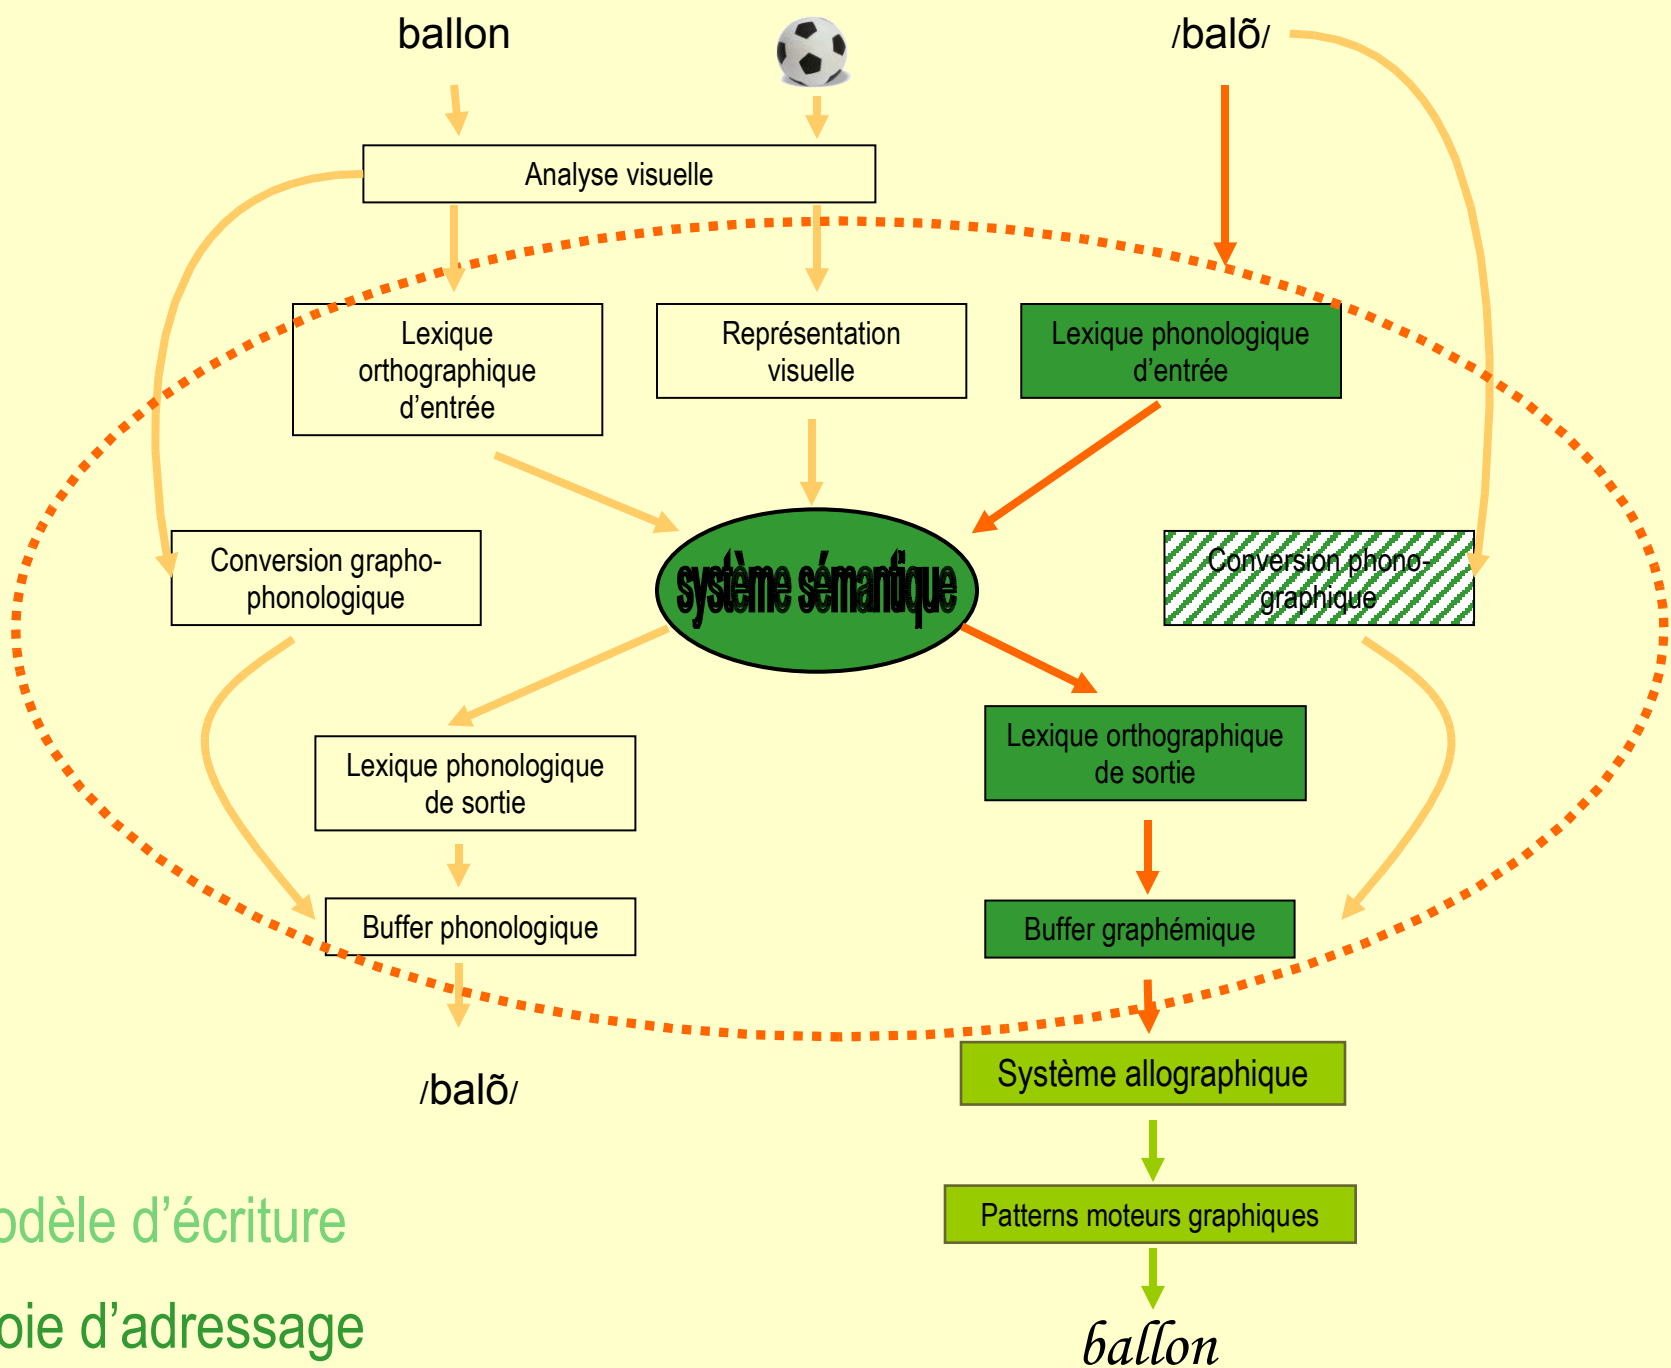 ballon
/balõ/
Analyse visuelle
Lexique
orthographique
d’entrée
Représentation
visuelle
Lexique phonologique
d’entrée
Conversion grapho-
phonologique
système sémantique
Conversion phono-
graphique
Lexique phonologique
de sortie
Lexique orthographique
de sortie
Buffer phonologique
Buffer graphémique
/balõ/
Système allographique
Patterns moteurs graphiques
ballon
odèle d’écriture
oie d’adressage